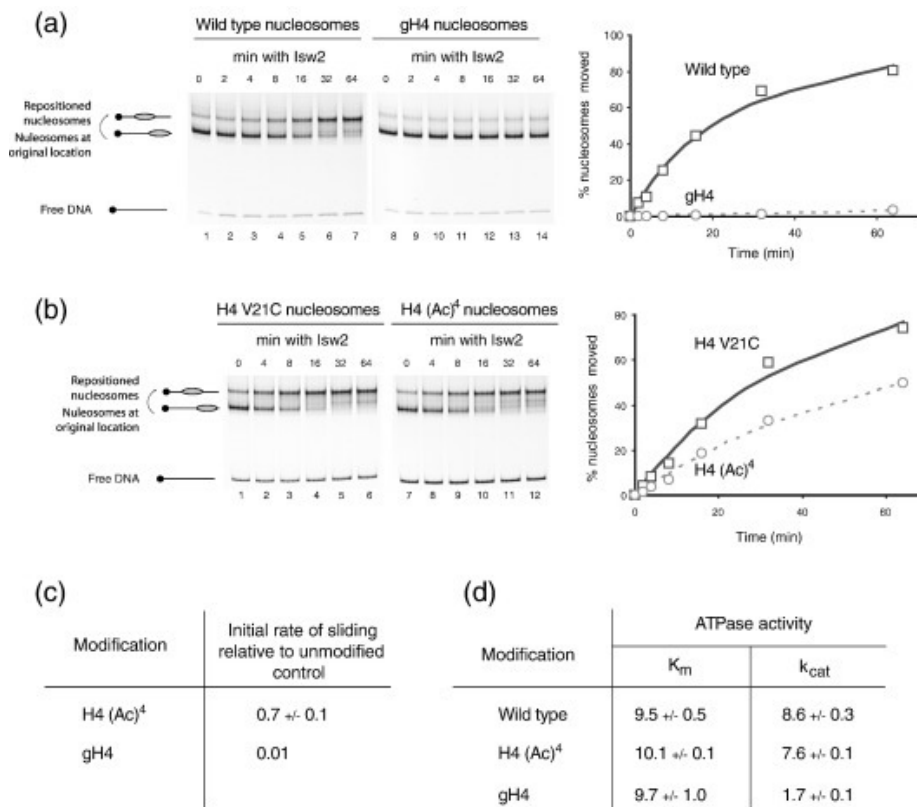 (a)
Wild type nucleosomes
gH4 nucleosomes
min with Isw2
min with Isw2
0 2 4 8 16 32 64
0 2 4 8 16 32 64
Repositioned
nucleosomes
Nuleosomes at
original location
Free DNA
1 2 3 4 5 6 7
8 9 10 11 12 13 14
% nucleosomes moved
100
80
60
40
20
0
Wild type
gH4
0 20 40 60
Time (min)
(b)
H4 V21C nucleosomes
H4 (Ac)4 nucleosomes
min with Isw2
min with Isw2
0 4 8 16 32 64
0 4 8 16 32 64
Repositioned
nucleosomes
Nuleosomes at
original location
Free DNA
1 2 3 4 5 6
7 8 9 10 11 12
% nucleosomes moved
80
60
40
20
0
H4 V21C
H4 (Ac)4
0 20 40 60
Time (min)
(c)
Modification
Initial rate of sliding
relative to unmodified
control
H4 (Ac)4 0.7 +/- 0.1
gH4 0.01
(d)
Modification
ATPase activity
Km kcat
Wild type 9.5 +/- 0.5 8.6 +/- 0.3
H4 (Ac)4 10.1 +/- 0.1 7.6 +/- 0.1
gH4 9.7 +/- 1.0 1.7 +/- 0.1